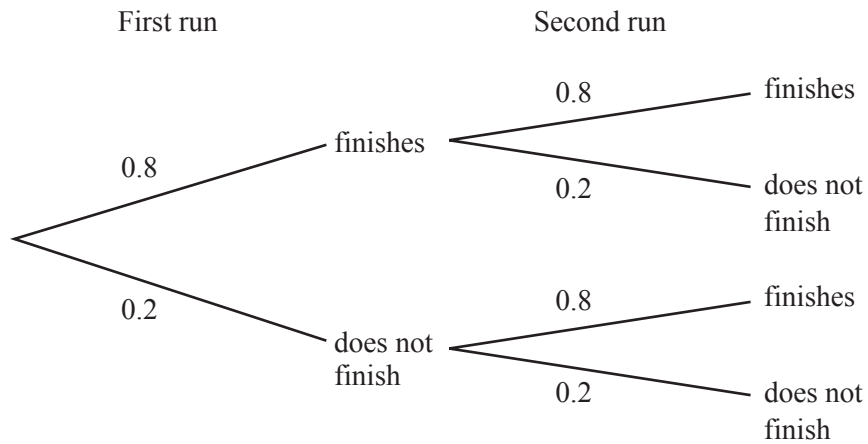 First run
Second run
0.8
finishes
0.8
finishes
0.2
does not
finish
0.2
does not
finish
0.8
finishes
0.2
does not
finish